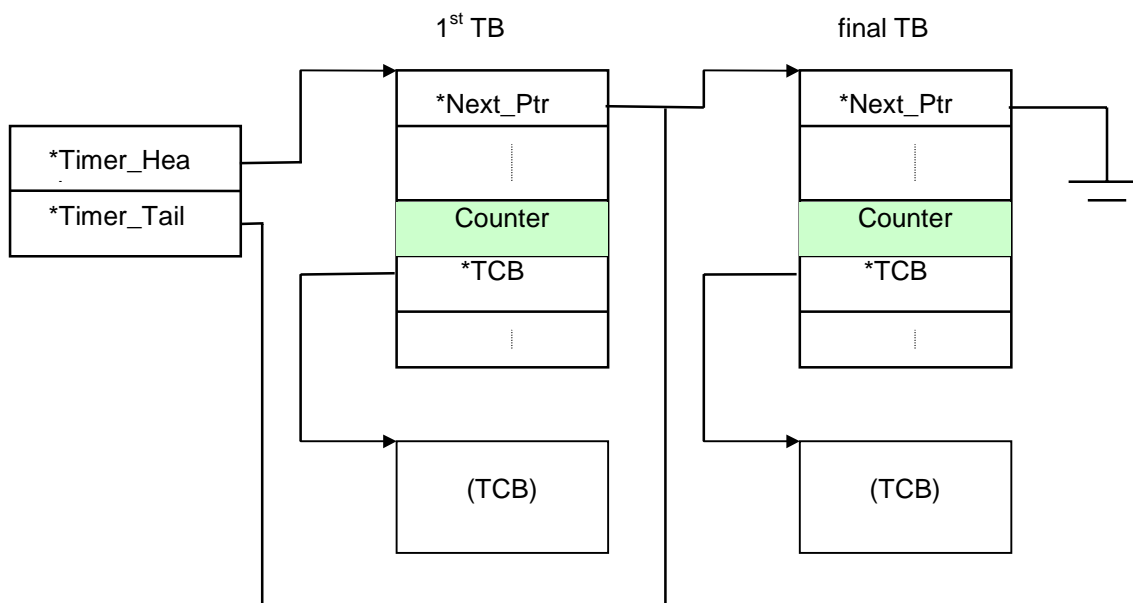 1st TB
final TB
*Next_Ptr
*Next_Ptr
*Timer_Hea
*Timer_Tail
Counter
Counter
*TCB
*TCB
(TCB)
(TCB)